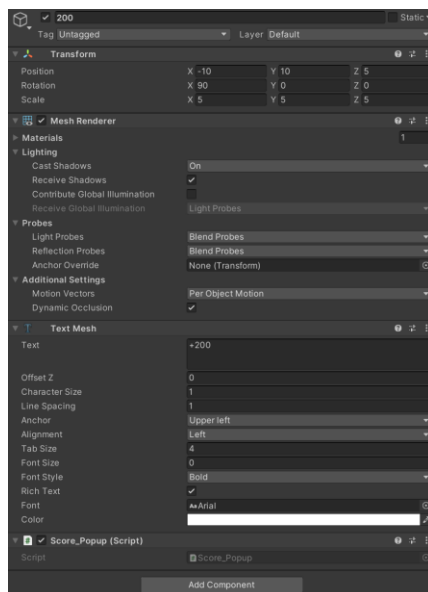 200 Static
Tag Untagged Layer Default
Transform
Position X -10 Y 10 Z 5
Rotation X 90 Y 0 Z 0
Scale X 5 Y 5 Z 5
Mesh Renderer
Materials 1
Lighting
Cast Shadows On
Receive Shadows
Contribute Global Illumination
Receive Global Illumination Light Probes
Probes
Light Probes Blend Probes
Reflection Probes Blend Probes
Anchor Override None (Transform)
Additional Settings
Motion Vectors Per Object Motion
Dynamic Occlusion
Text Mesh
Text +200
Offset Z 0
Character Size 1
Line Spacing 1
Anchor Upper left
Alignment Left
Tab Size 4
Font Size 0
Font Style Bold
Rich Text
Font Arial
Color
Score_Popup (Script)
Script Score_Popup
Add Component